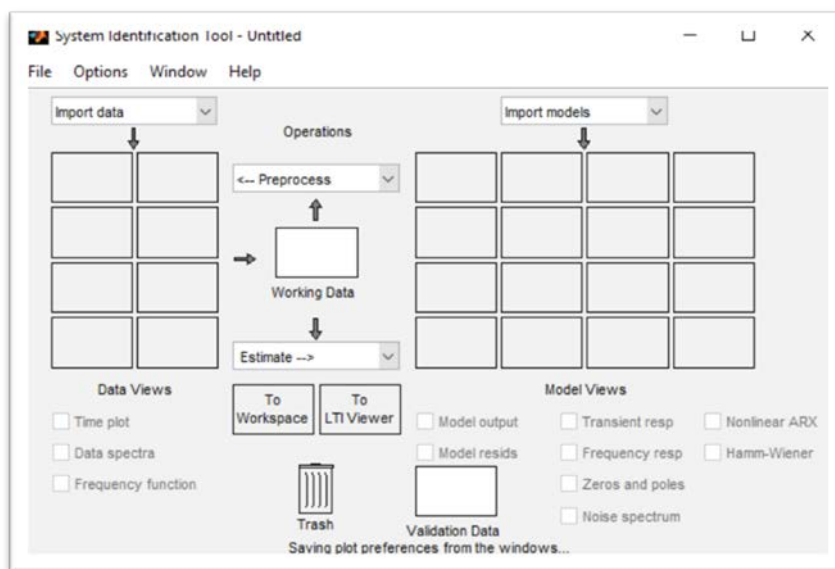 System Identification Tool - Untitled
File Options Window Help
Import data
Import models
Operations
<-- Preprocess
Working Data
Estimate -->
Data Views
To Workspace
To LTI Viewer
Model Views
Time plot
Data spectra
Frequency function
Model output
Model resids
Transient resp
Frequency resp
Zeros and poles
Noise spectrum
Nonlinear ARX
Hamm-Wiener
Trash
Validation Data
Saving plot preferences from the windows...